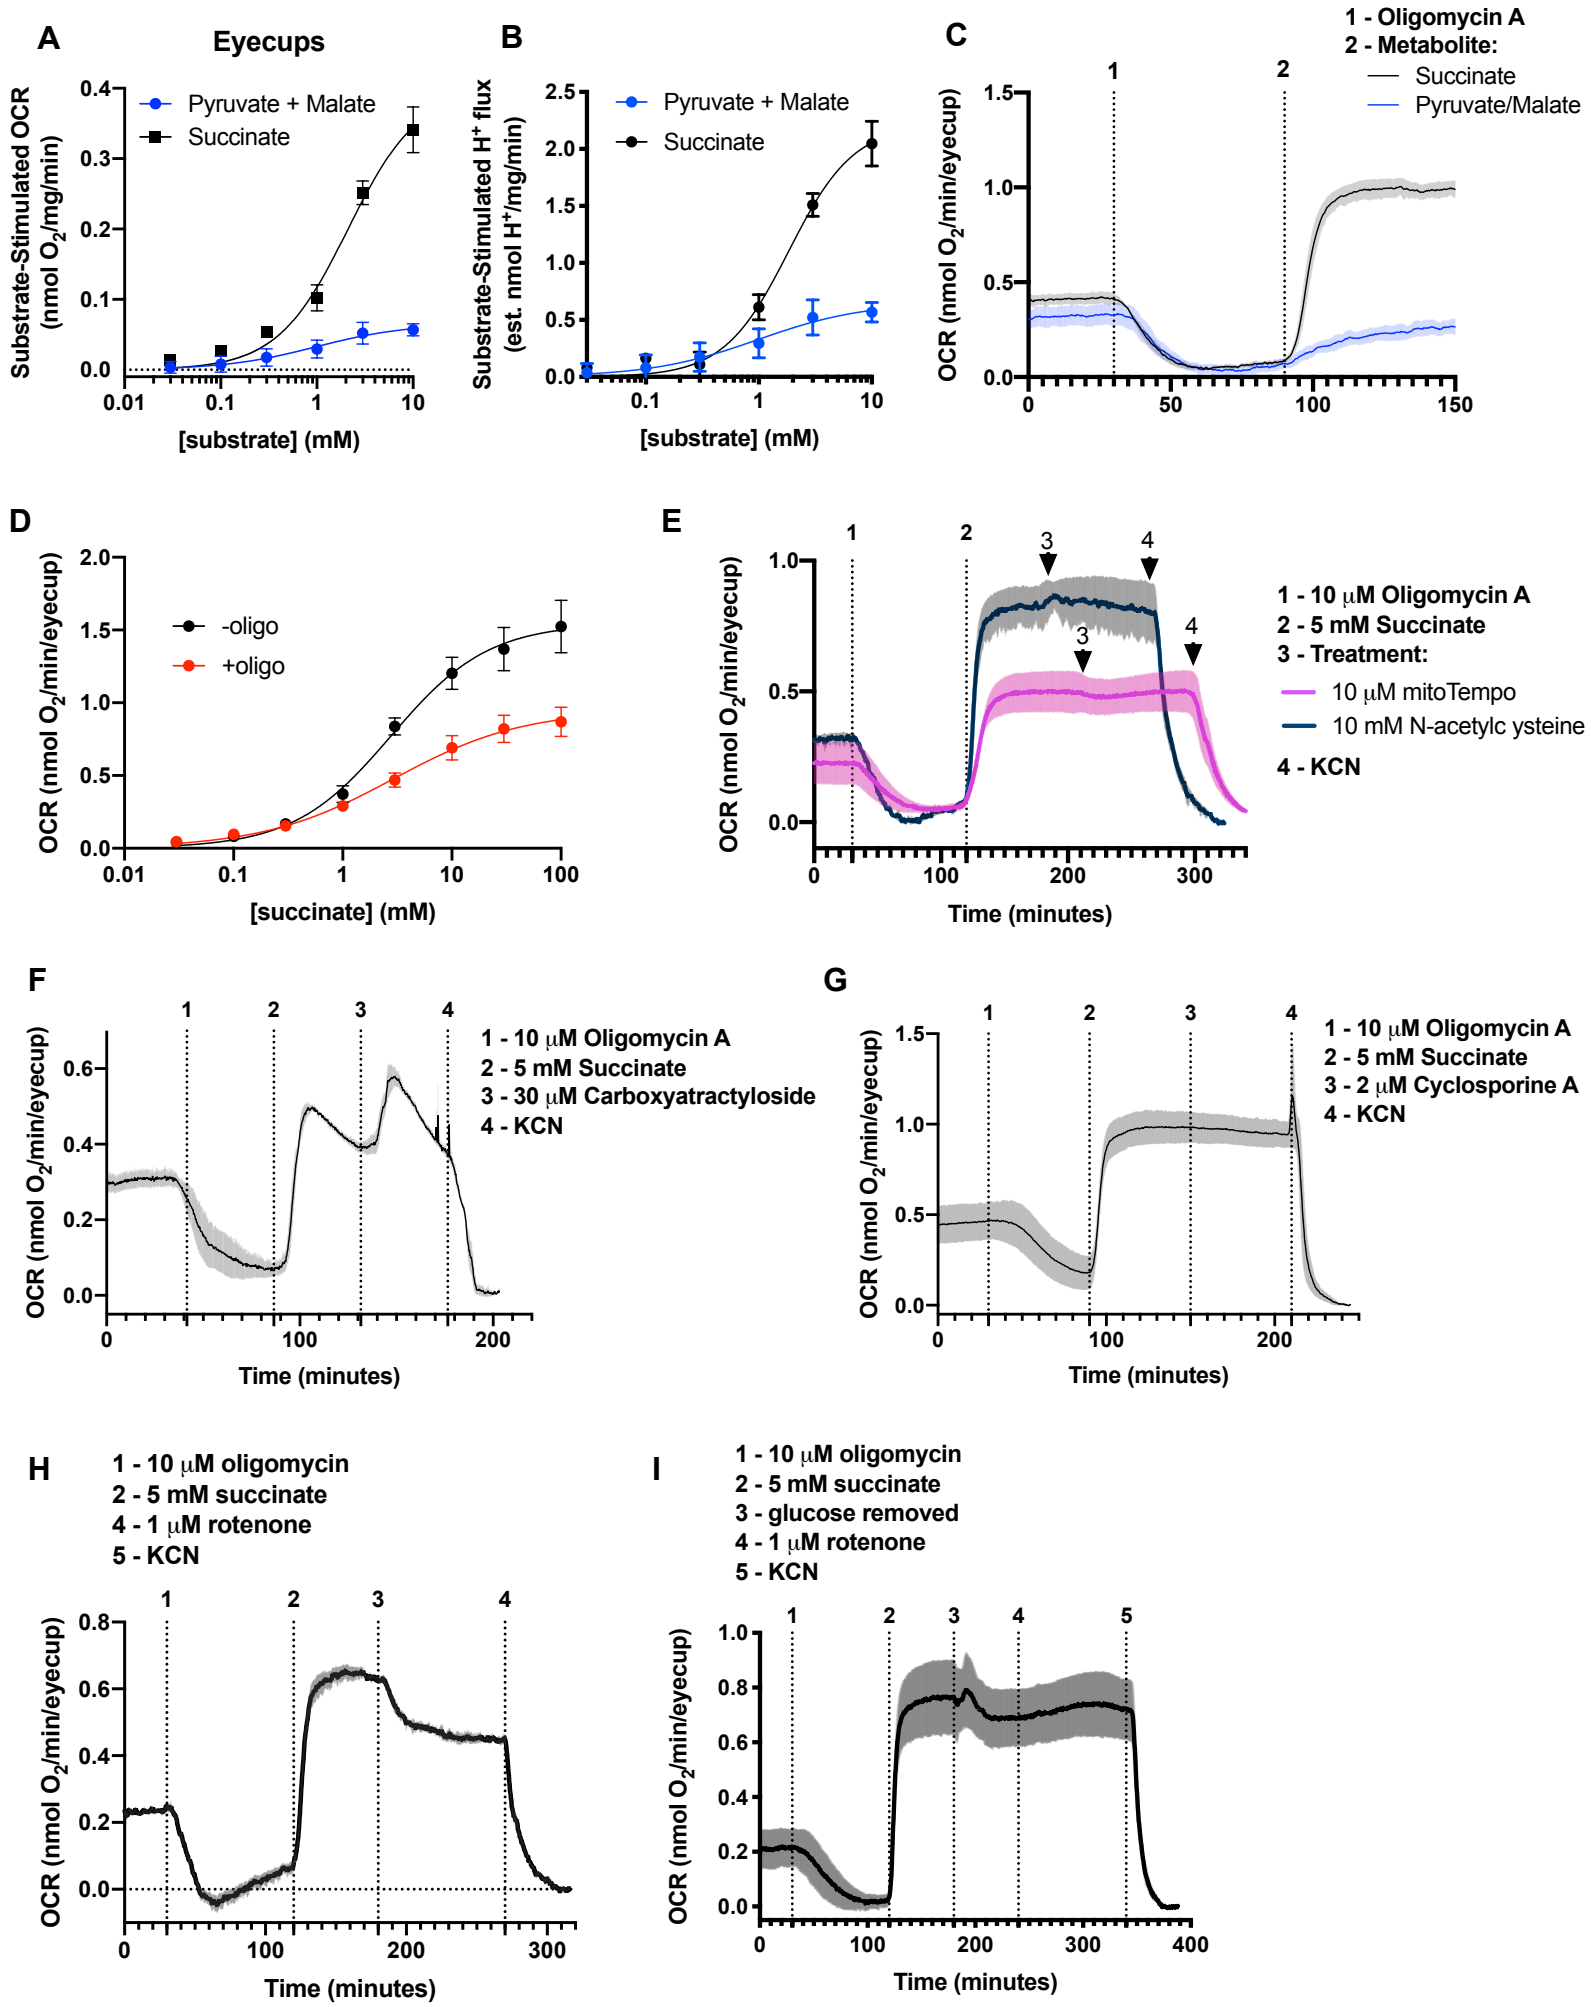 A
Eyecups
Substrate-Stimulated OCR
(nmol O2/mg/min)
0.4
0.3
0.2
0.1
0.0
Pyruvate + Malate
Succinate
0.01
0.1
1
10
[substrate] (mM)
B
Substrate-Stimulated H+ flux
(est. nmol H+/mg/min)
2.5
2.0
1.5
1.0
0.5
0.0
Pyruvate + Malate
Succinate
0.1
1
10
[substrate] (mM)
C
1 - Oligomycin A
2 - Metabolite:
Succinate
Pyruvate/Malate
1
2
OCR (nmol O2/min/eyecup)
1.5
1.0
0.5
0.0
0
50
100
150
D
OCR (nmol O2/min/eyecup)
2.0
1.5
1.0
0.5
0.0
-oligo
+oligo
0.01
0.1
1
10
100
[succinate] (mM)
E
1
2
3
4
3
4
OCR (nmol O2/min/eyecup)
1.0
0.5
0.0
0
100
200
300
Time (minutes)
1 - 10 μM Oligomycin A
2 - 5 mM Succinate
3 - Treatment:
10 μM mitoTempo
10 mM N-acetylc ysteine
4 - KCN
F
1
2
3
4
OCR (nmol O2/min/eyecup)
0.6
0.4
0.2
0.0
0
100
200
Time (minutes)
1 - 10 μM Oligomycin A
2 - 5 mM Succinate
3 - 30 μM Carboxyatractyloside
4 - KCN
G
1
2
3
4
OCR (nmol O2/min/eyecup)
1.5
1.0
0.5
0.0
0
100
200
Time (minutes)
1 - 10 μM Oligomycin A
2 - 5 mM Succinate
3 - 2 μM Cyclosporine A
4 - KCN
H
1 - 10 μM oligomycin
2 - 5 mM succinate
4 - 1 μM rotenone
5 - KCN
1
2
3
4
OCR (nmol O2/min/eyecup)
0.8
0.6
0.4
0.2
0.0
0
100
200
300
Time (minutes)
I
1 - 10 μM oligomycin
2 - 5 mM succinate
3 - glucose removed
4 - 1 μM rotenone
5 - KCN
1
2
3
4
5
OCR (nmol O2/min/eyecup)
1.0
0.8
0.6
0.4
0.2
0.0
0
100
200
300
400
Time (minutes)